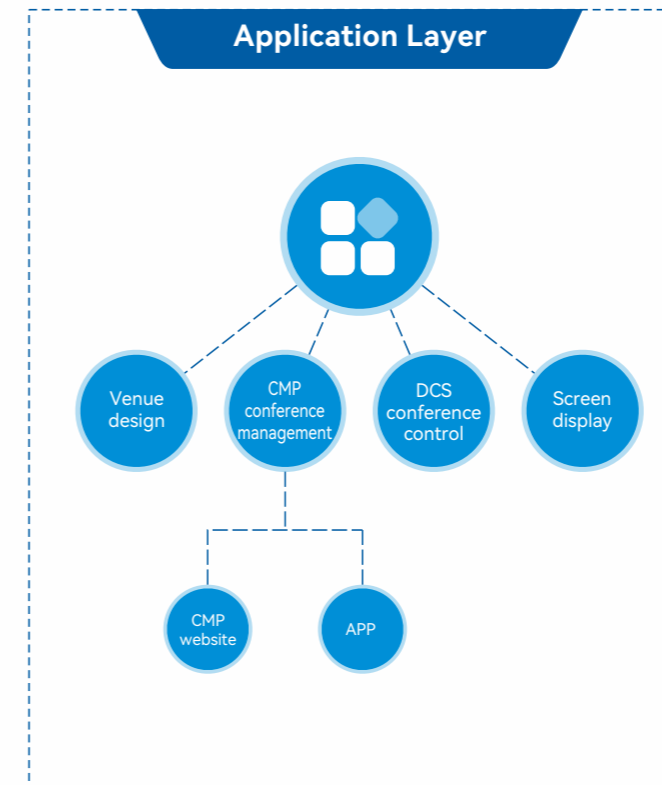 Application Layer
Venue
design
CMP
conference
management
DCS
conference
control
Screen
display
CMP
website
APP